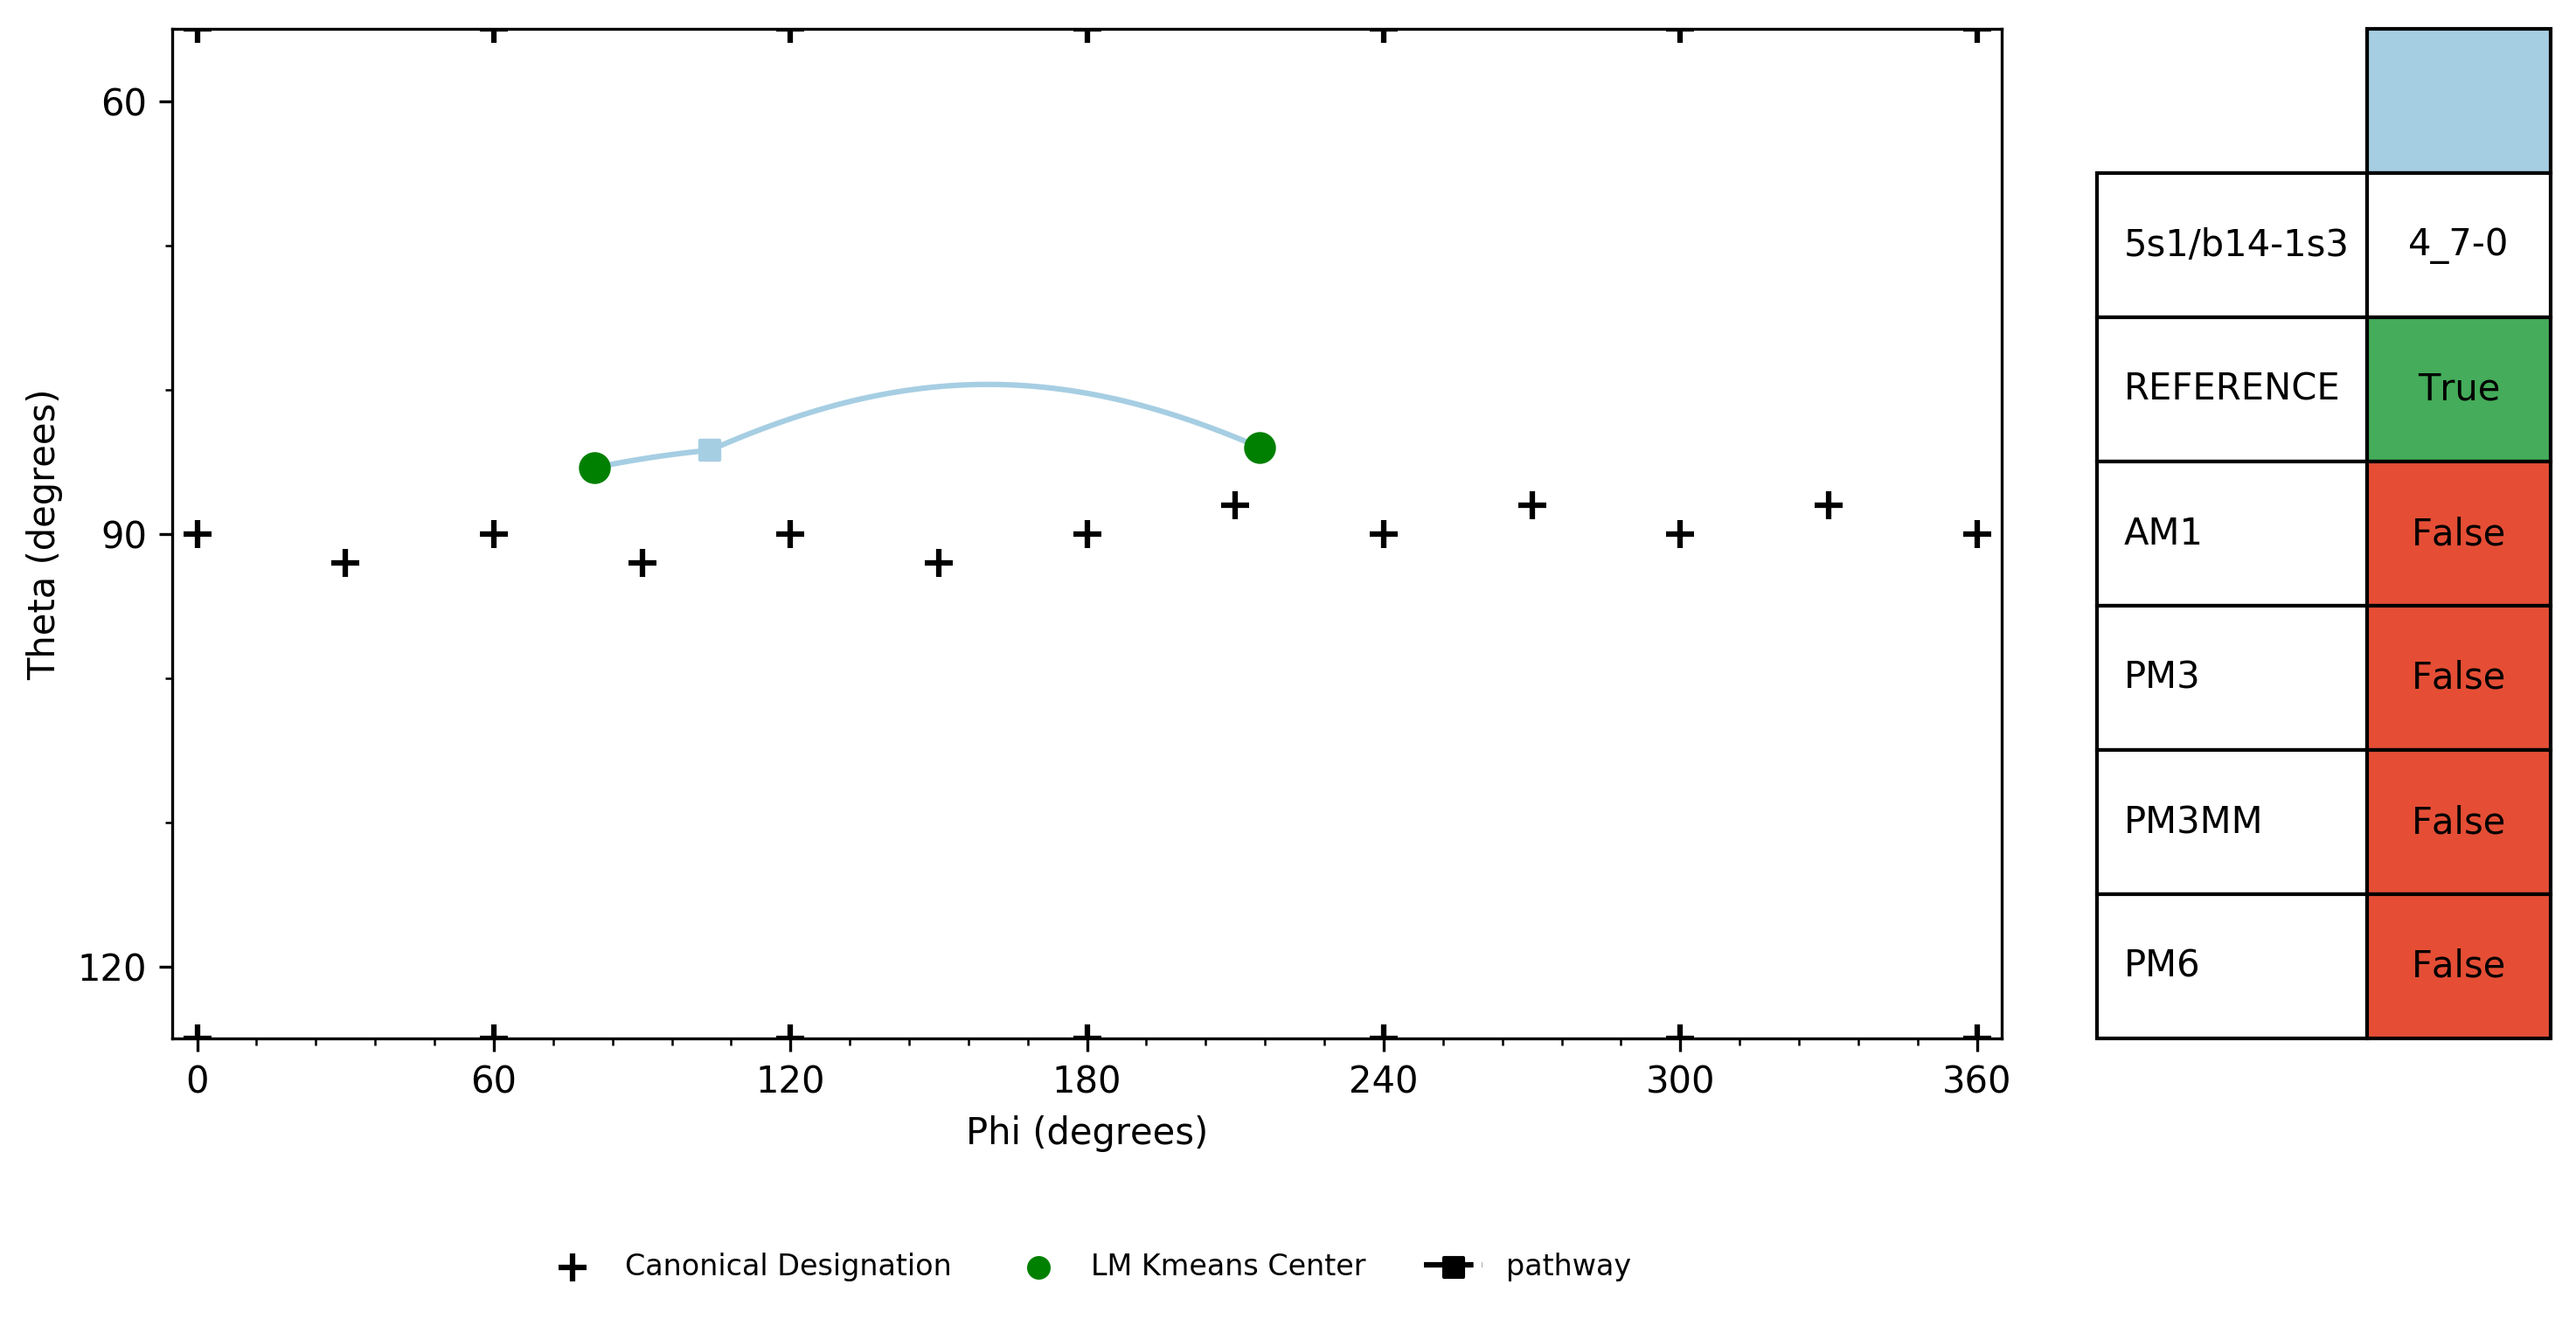 60
90
120
Theta (degrees)
0 60 120 180 240 300 360
Phi (degrees)
Canonical Designation LM Kmeans Center pathway
5s1/b14-1s3 4_7-0
REFERENCE True
AM1 False
PM3 False
PM3MM False
PM6 False